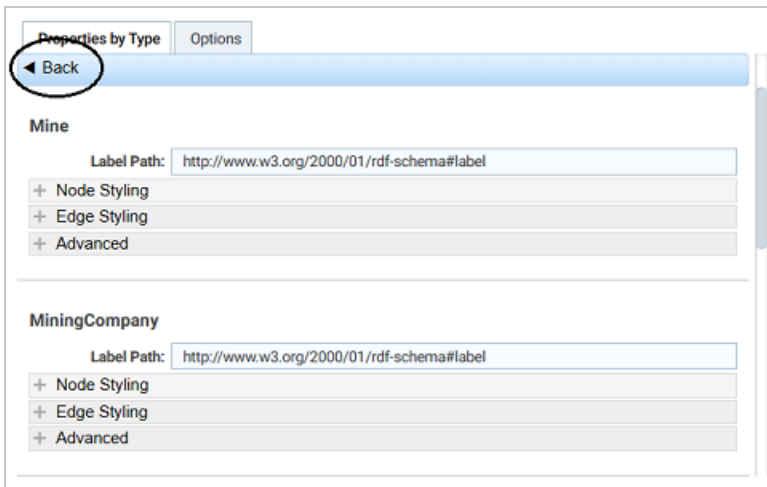 Properties by Type Options
◄ Back
Mine
Label Path: http://www.w3.org/2000/01/rdf-schema#label
+ Node Styling
+ Edge Styling
+ Advanced
MiningCompany
Label Path: http://www.w3.org/2000/01/rdf-schema#label
+ Node Styling
+ Edge Styling
+ Advanced